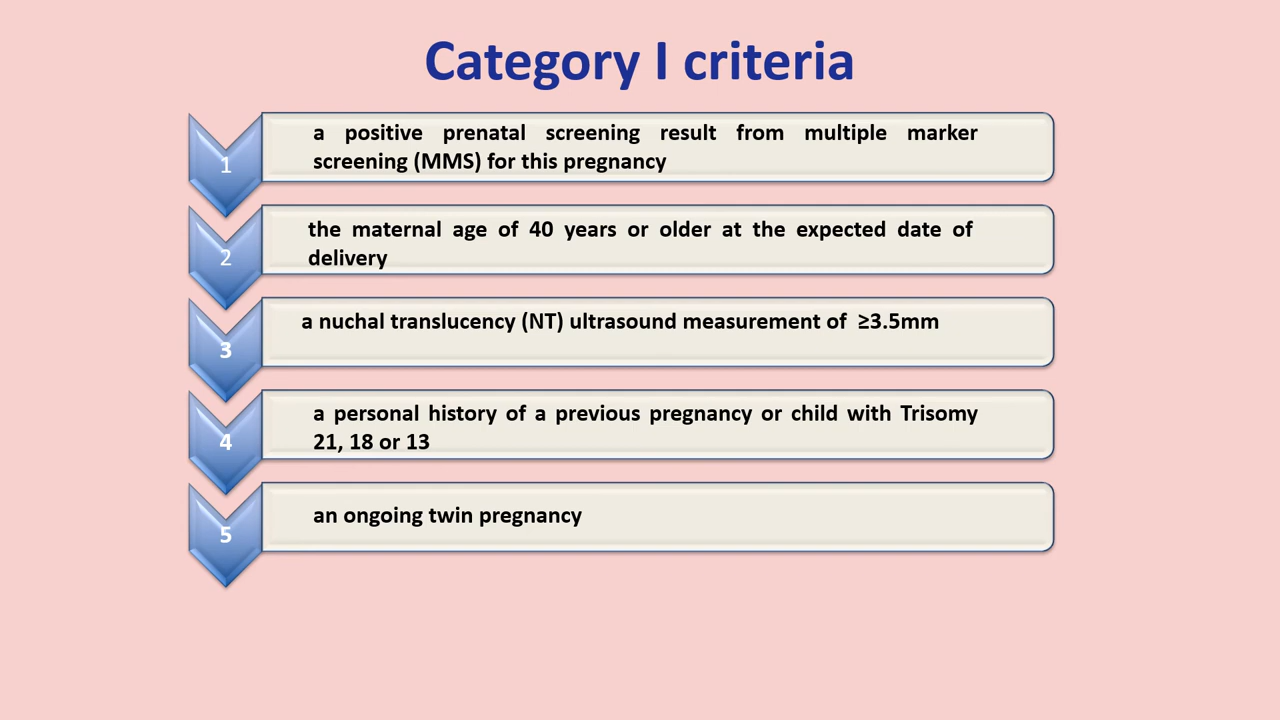 Category I criteria
1
a positive prenatal screening result from multiple marker
screening (MMS) for this pregnancy
2
the maternal age of 40 years or older at the expected date of
delivery
3
a nuchal translucency (NT) ultrasound measurement of ≥3.5mm
4
a personal history of a previous pregnancy or child with Trisomy
21, 18 or 13
5
an ongoing twin pregnancy